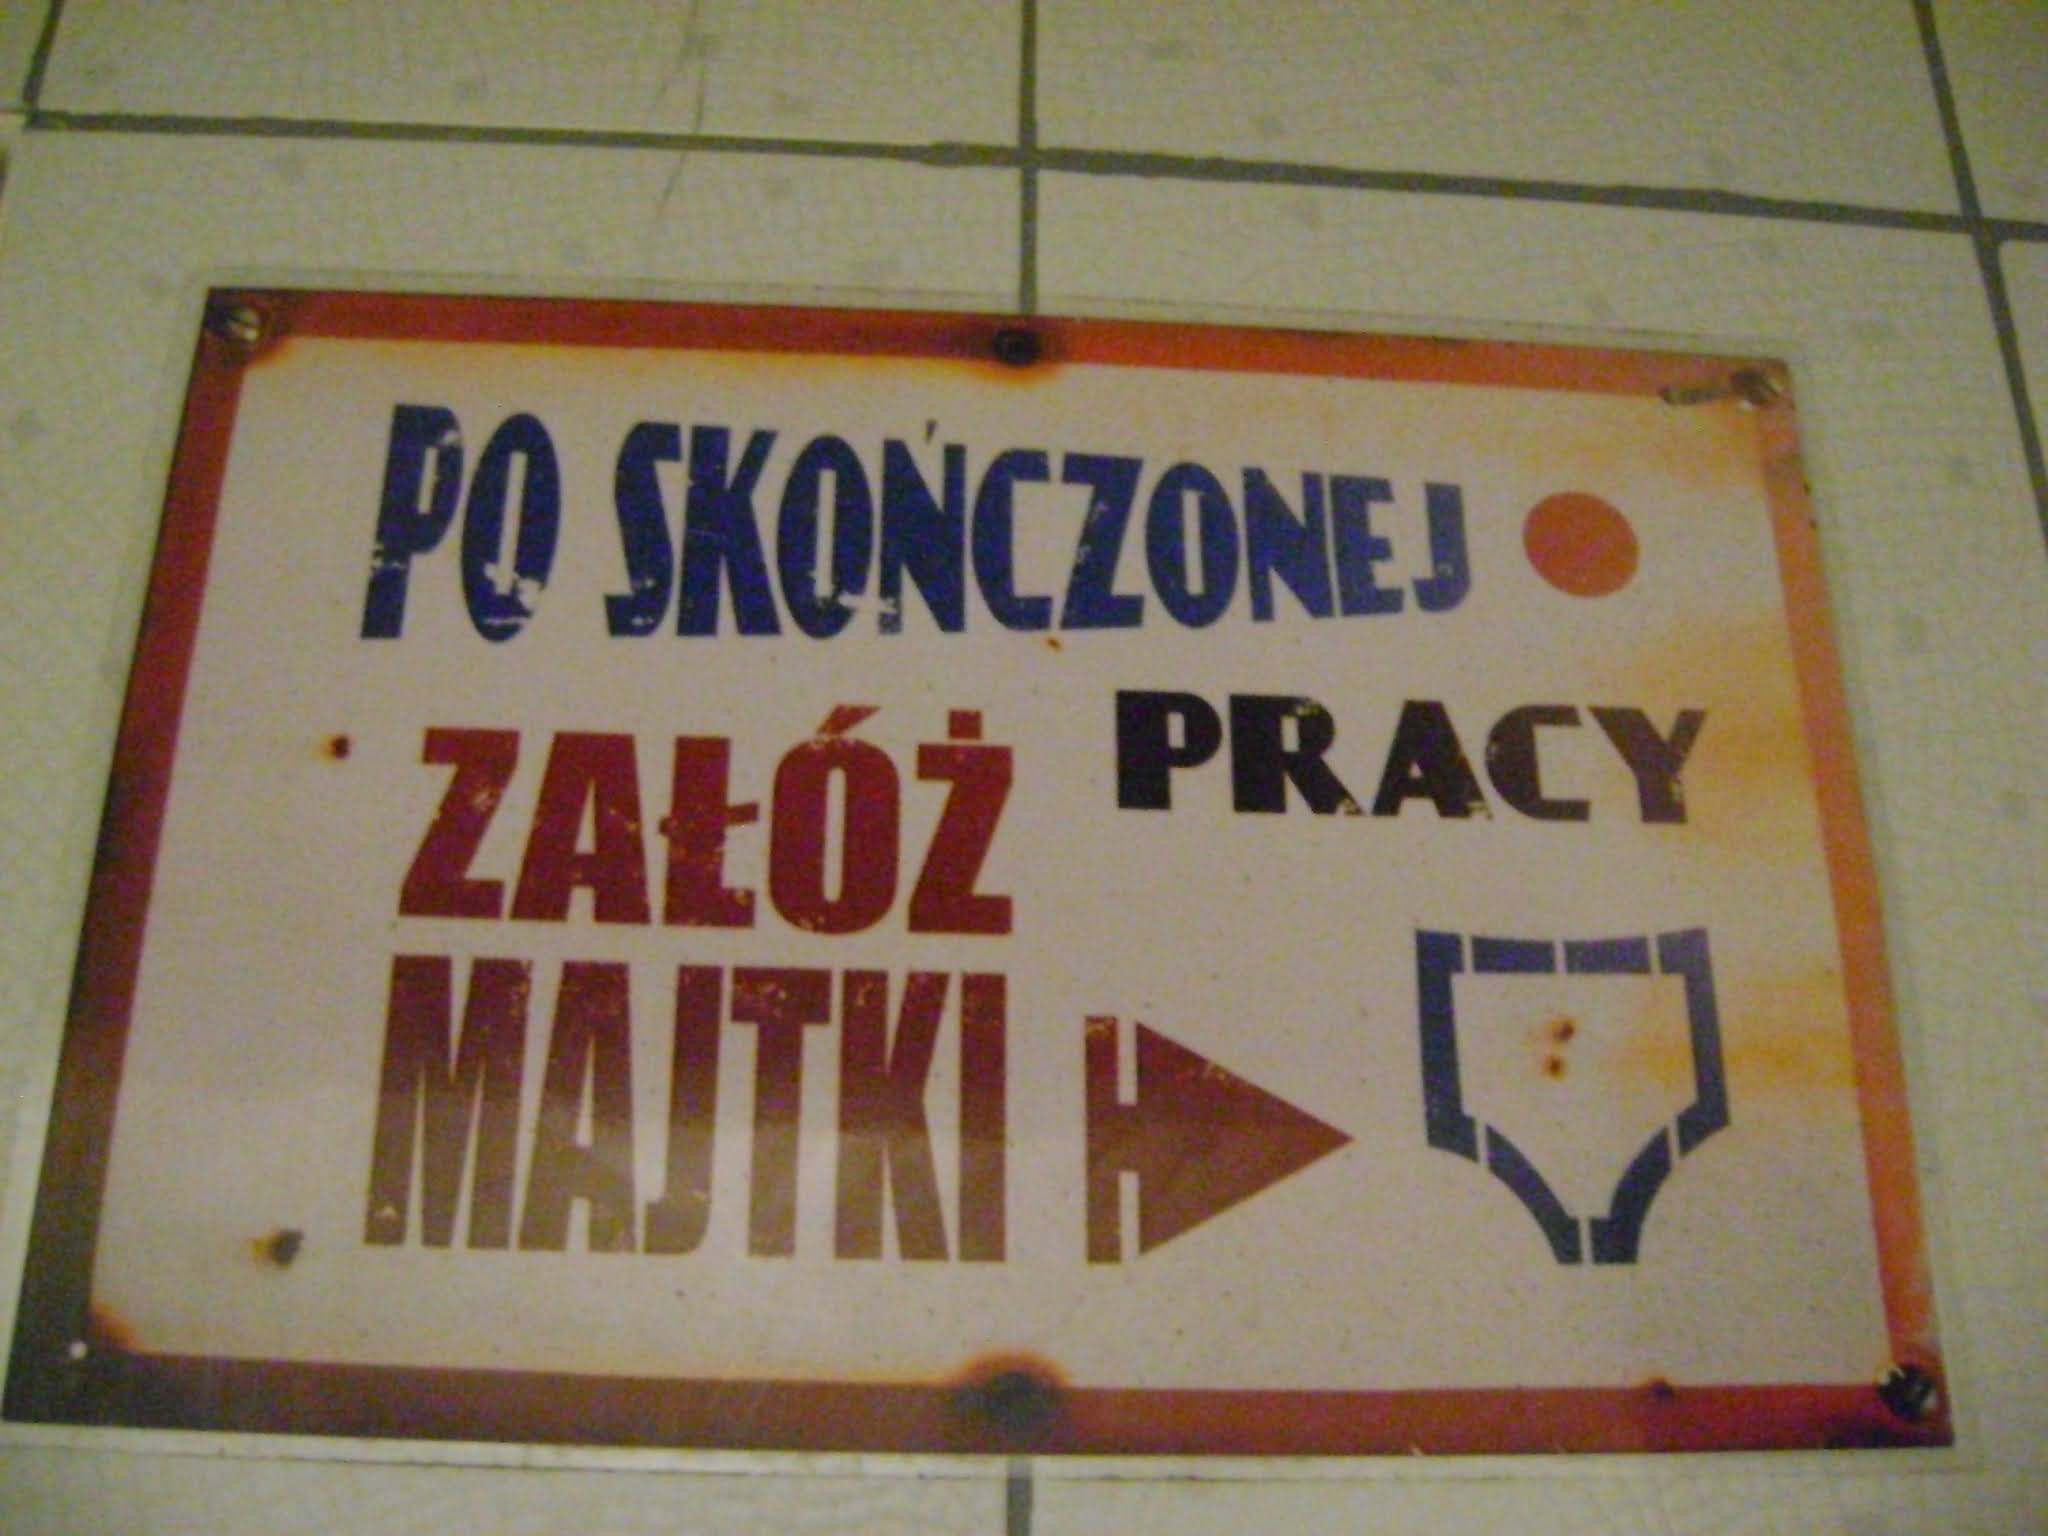 PO SKOŃCZONEJ
PRACY
ZAŁÓŻ
MAJTKI